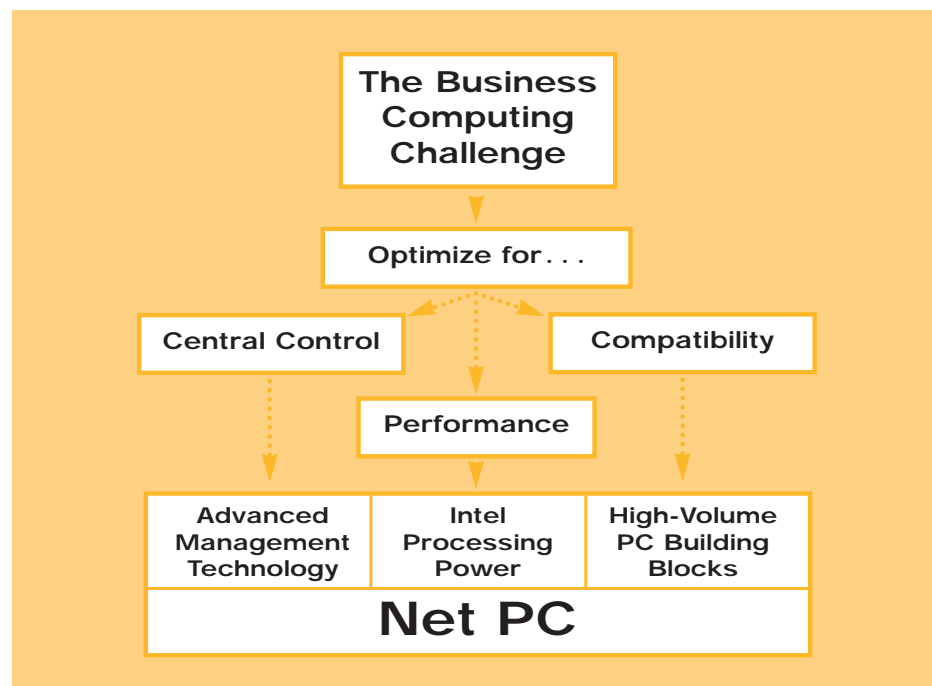 The Business
Computing
Challenge
Optimize for...
Central Control
Compatibility
Performance
Advanced
Management
Technology
Intel
Processing
Power
High-Volume
PC Building
Blocks
Net PC